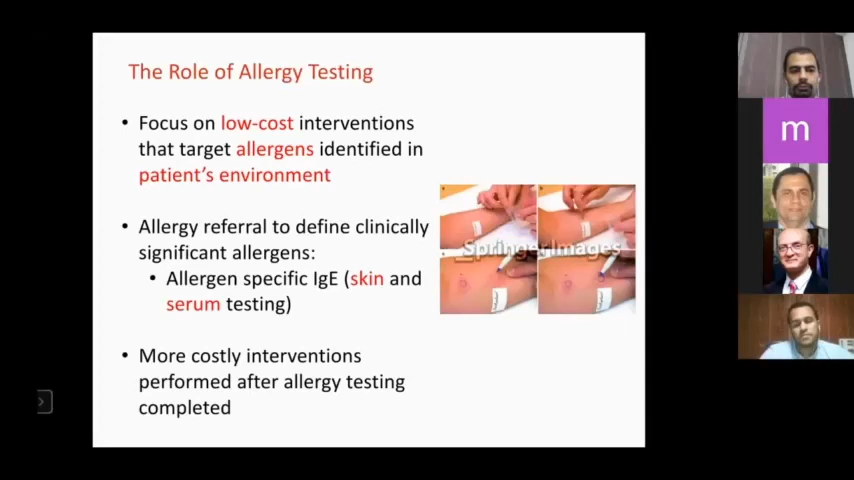 The Role of Allergy Testing
• Focus on low-cost interventions
that target allergens identified in
patient's environment
• Allergy referral to define clinically
significant allergens:
• Allergen specific IgE (skin and
serum testing)
• More costly interventions
performed after allergy testing
completed
SpringerImages
m